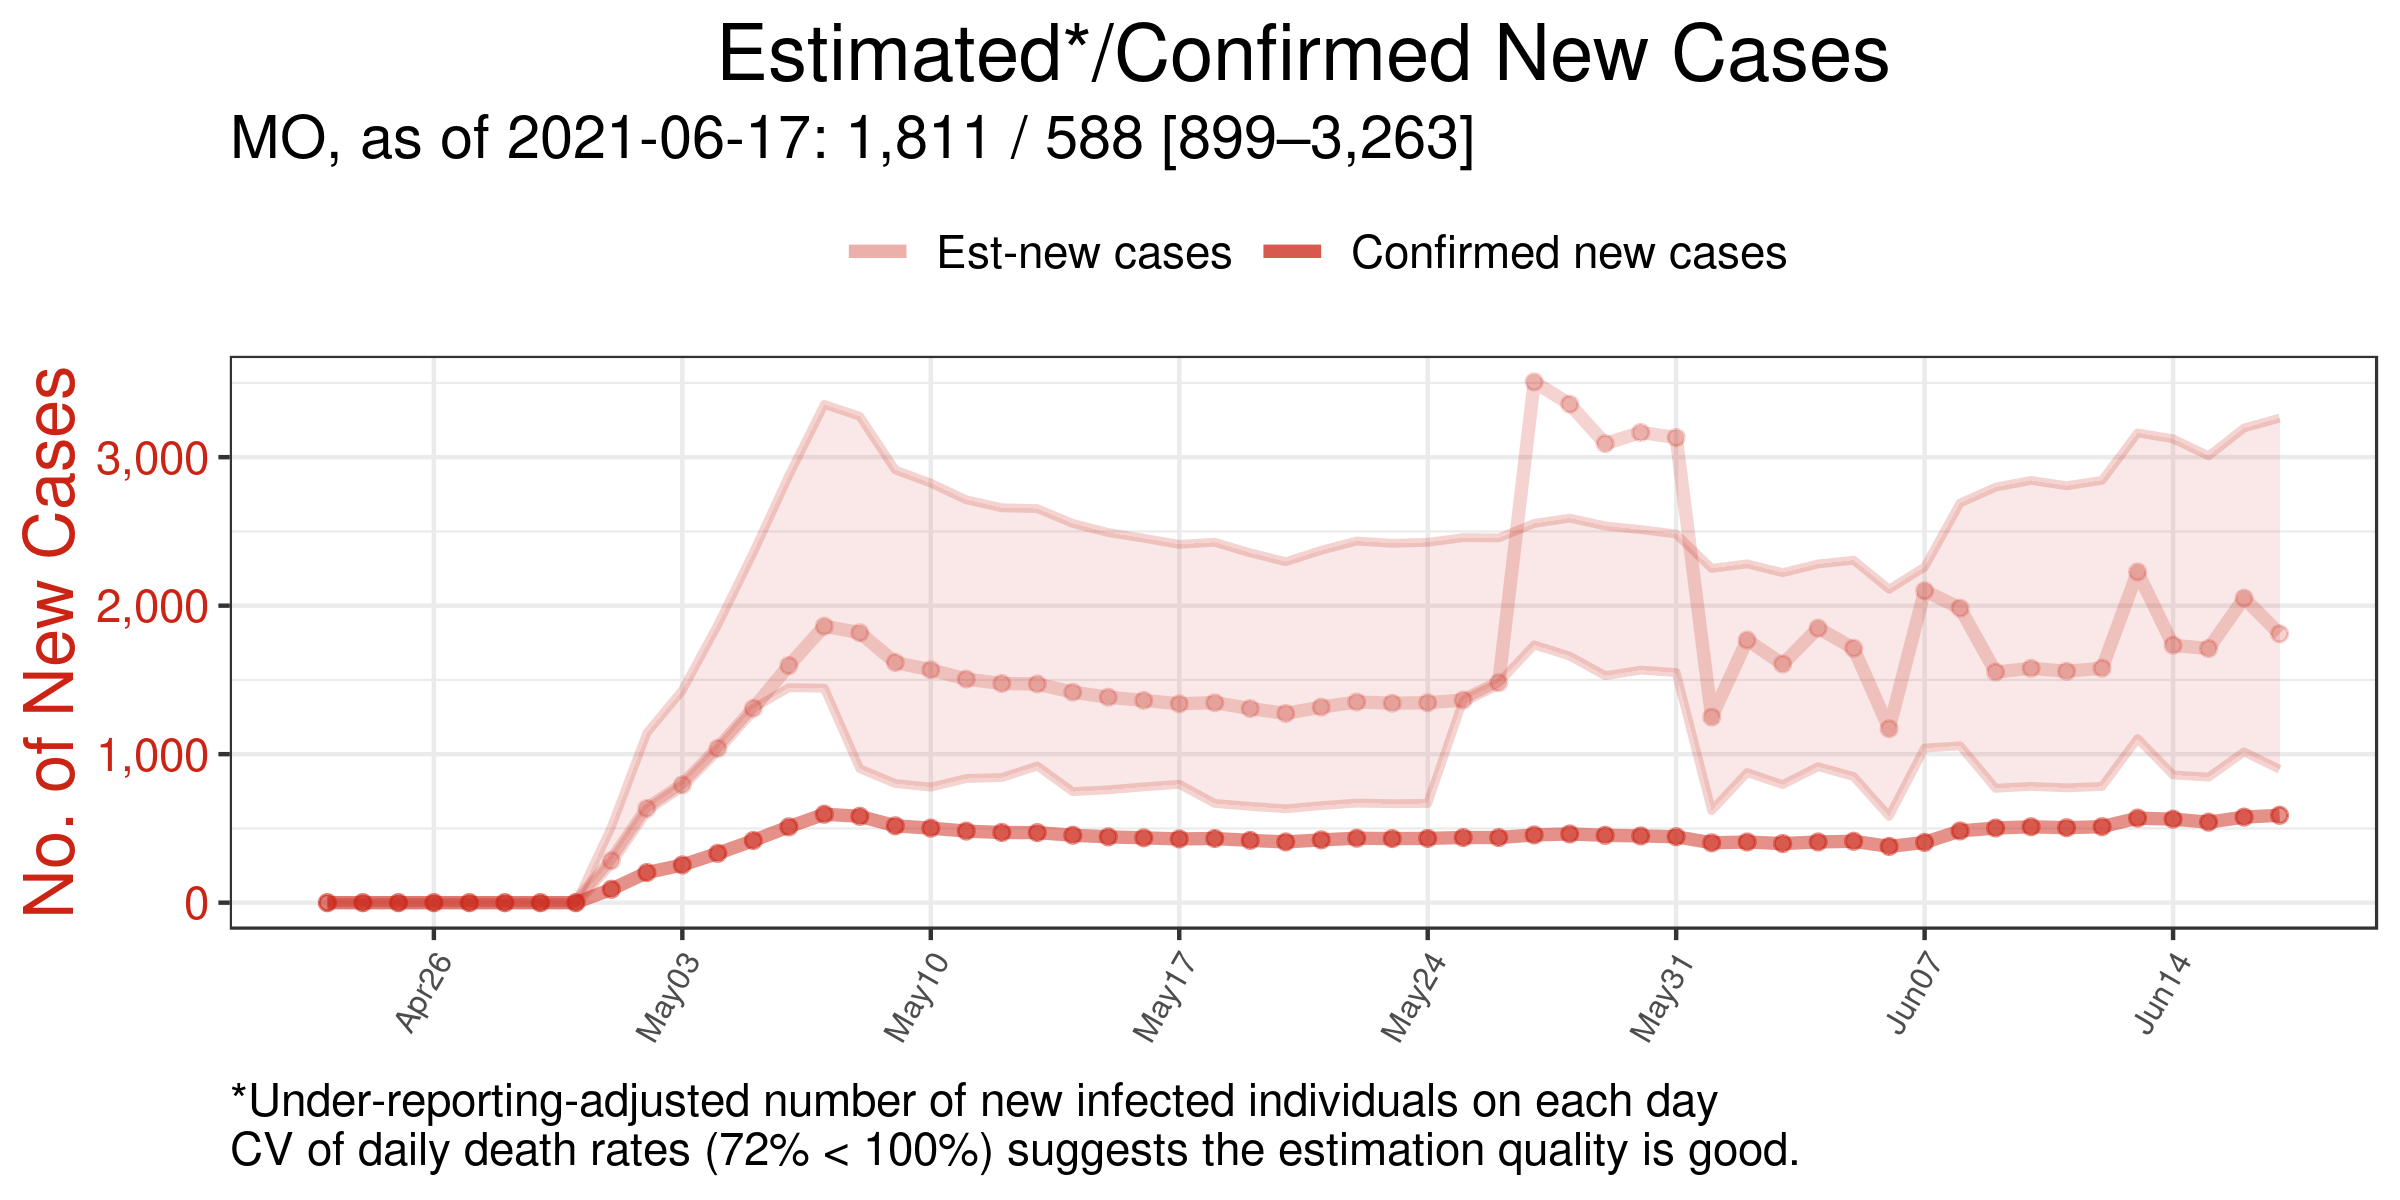 Estimated*/Confirmed New Cases
MO, as of 2021-06-17: 1,811 / 588 [899–3,263]
Est-new cases
Confirmed new cases
No. of New Cases
3,000
2,000
1,000
0
Apr26
May03
May10
May17
May24
May31
Jun07
Jun14
*Under-reporting-adjusted number of new infected individuals on each day
CV of daily death rates (72% < 100%) suggests the estimation quality is good.